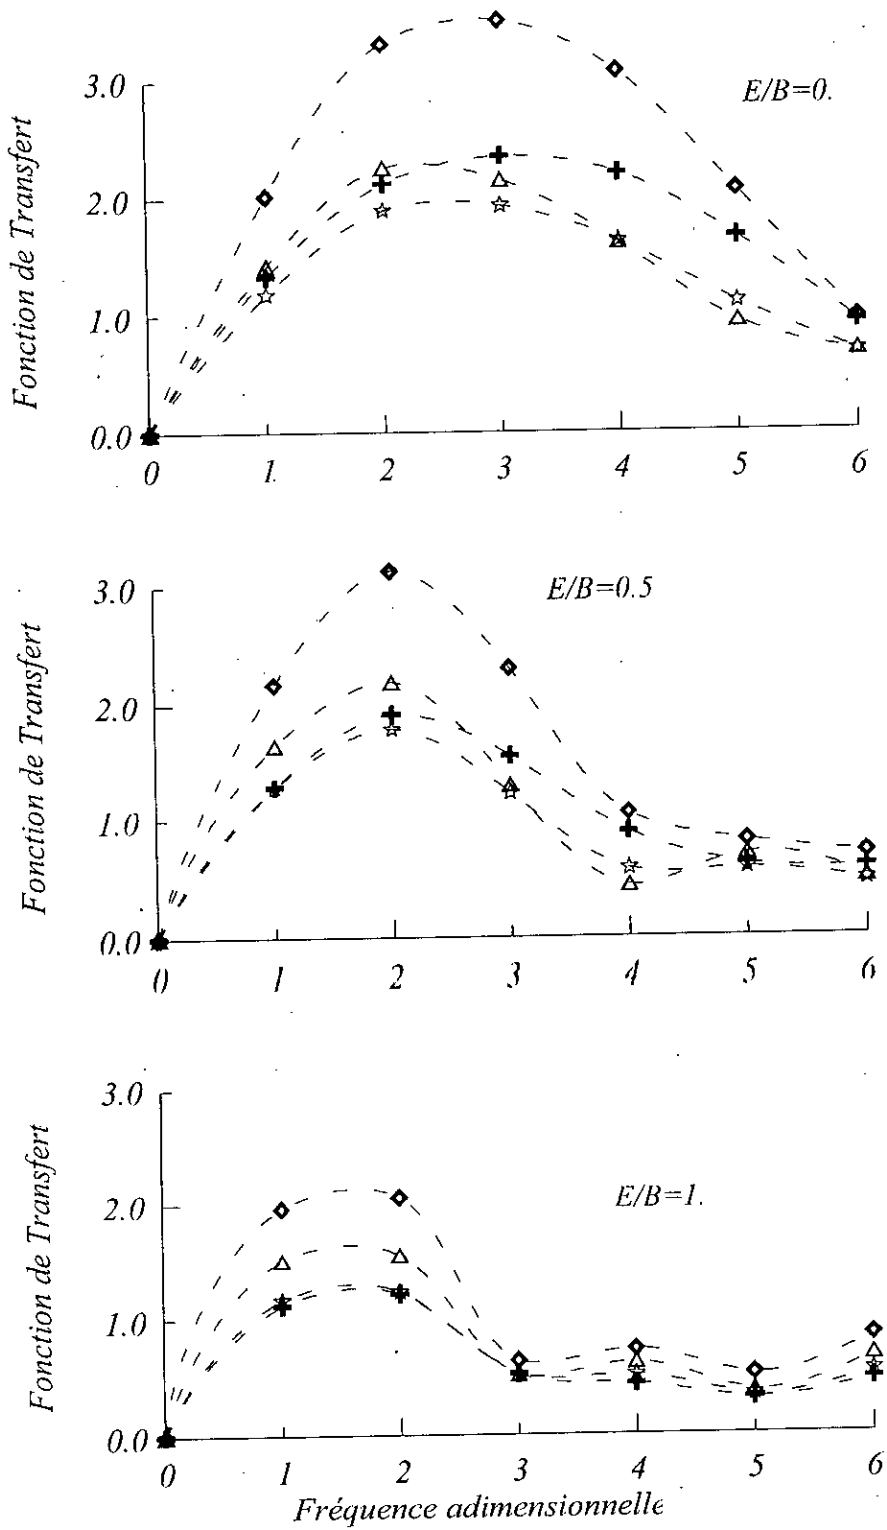 E/B=0.
Fonction de Transfert
3.0
2.0
1.0
0.0
0 1 2 3 4 5 6
E/B=0.5
Fonction de Transfert
3.0
2.0
1.0
0.0
0 1 2 3 4 5 6
E/B=1.
Fonction de Transfert
3.0
2.0
1.0
0.0
0 1 2 3 4 5 6
Fréquence adimensionnelle